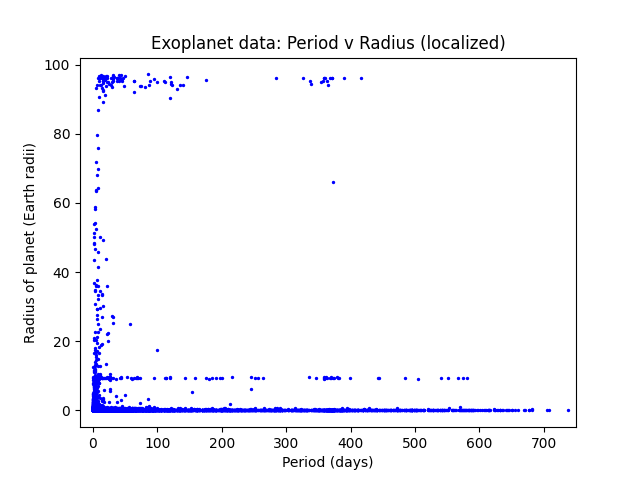 Exoplanet data: Period v Radius (localized)
100
80
60
40
20
0
Radius of planet (Earth radii)
0 100 200 300 400 500 600 700
Period (days)